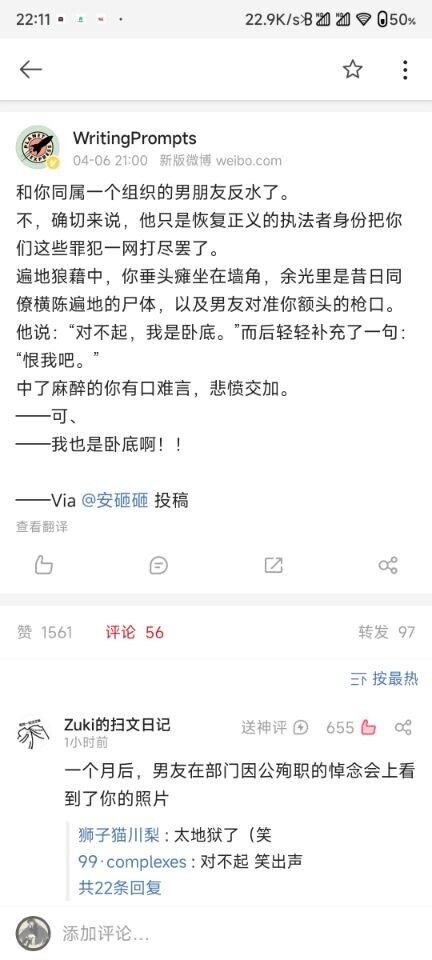 22:11
22.9K/s
50%
WritingPrompts
04-06 21:00 新版微博 weibo.com
和你同属一个组织的男朋友反水了。
不，确切来说，他只是恢复正义的执法者身份把你
们这些罪犯一网打尽罢了。
遍地狼藉中，你垂头瘫坐在墙角，余光里是昔日同
僚横陈遍地的尸体，以及男友对准你额头的枪口。
他说：“对不起，我是卧底。”而后轻轻补充了一句：
“恨我吧。”
中了麻醉的你有口难言，悲愤交加。
——可、
——我也是卧底啊！！
——Via @安砸砸 投稿
查看翻译
赞 1561 评论 56 转发 97
按最热
Zuki的扫文日记
送神评 655
1小时前
一个月后，男友在部门因公殉职的悼念会上看
到了你的照片
狮子猫川梨：太地狱了（笑
99·complexes：对不起 笑出声
共22条回复
添加评论...